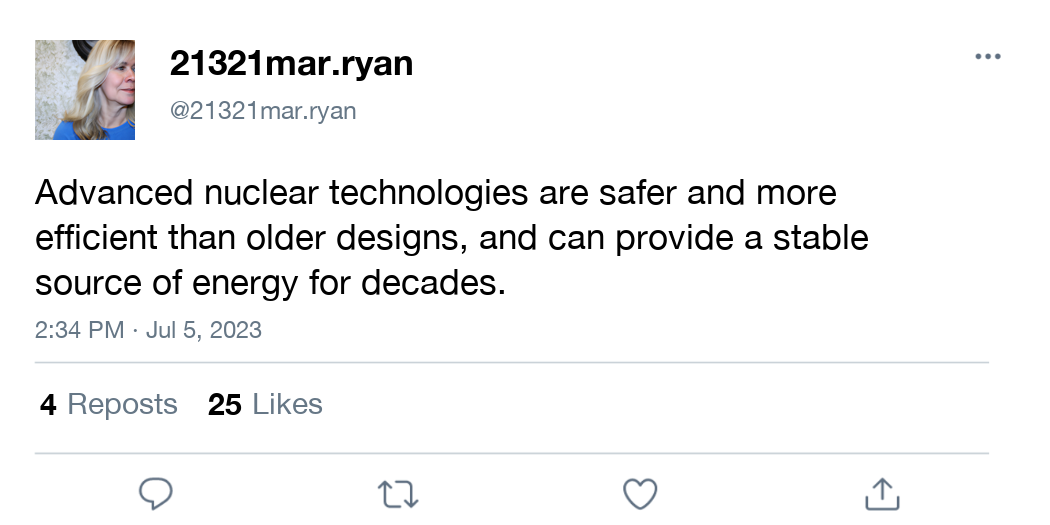 21321mar.ryan
@21321mar.ryan
Advanced nuclear technologies are safer and more
efficient than older designs, and can provide a stable
source of energy for decades.
2:34 PM · Jul 5, 2023
4 Reposts 25 Likes